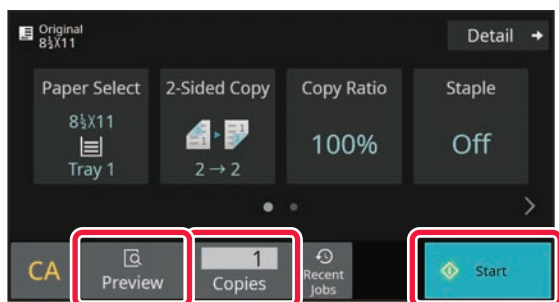 Original
8½X11
Detail
Paper Select
2-Sided Copy
Copy Ratio
Staple
8½X11
Tray 1
2→2
100%
Off
CA
Preview
1
Copies
Recent
Jobs
Start